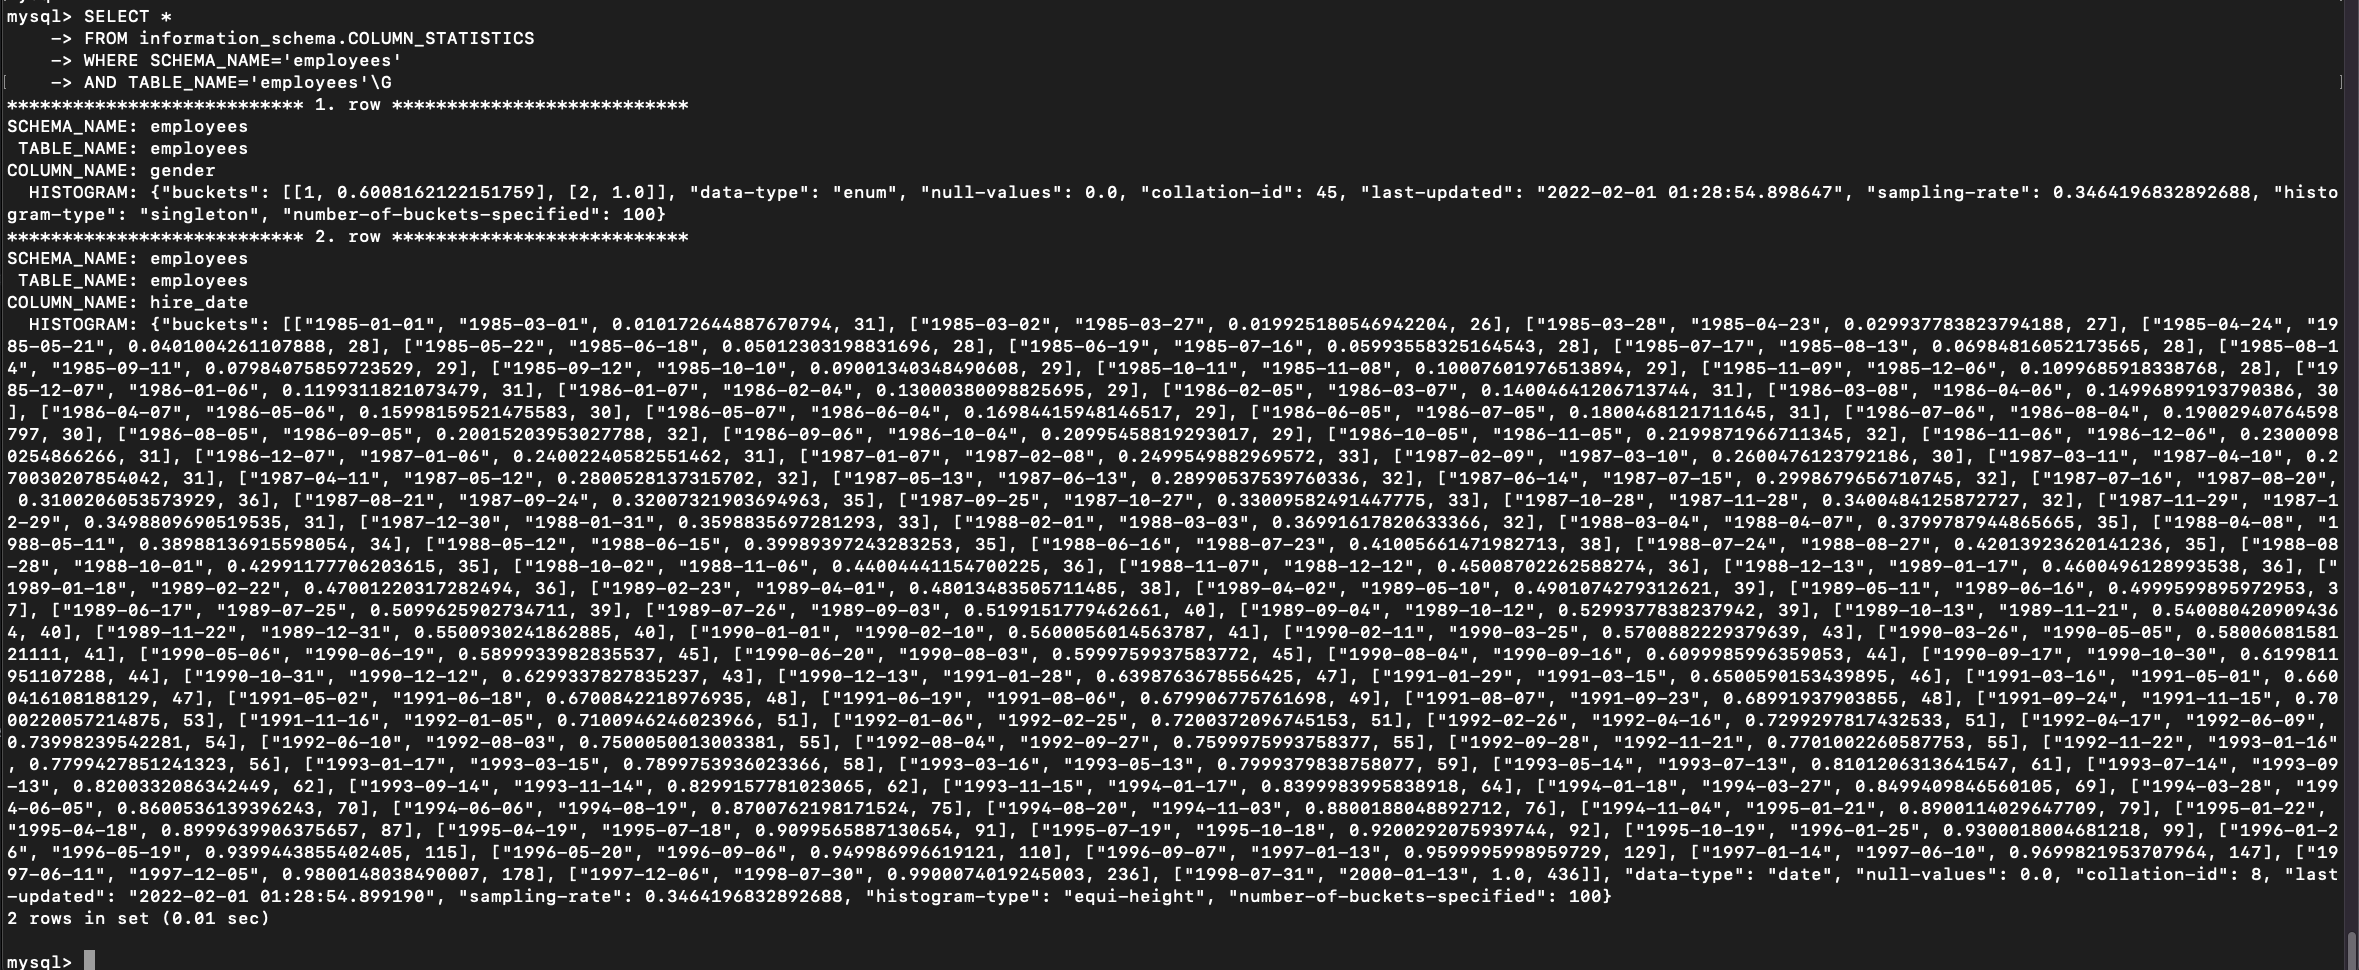 mysql> SELECT *
    -> FROM information_schema.COLUMN_STATISTICS
    -> WHERE SCHEMA_NAME='employees'
[    -> AND TABLE_NAME='employees'\G ]
*************************** 1. row ***************************
SCHEMA_NAME: employees
 TABLE_NAME: employees
COLUMN_NAME: gender
  HISTOGRAM: {"buckets": [[1, 0.6008162122151759], [2, 1.0]], "data-type": "enum", "null-values": 0.0, "collation-id": 45, "last-updated": "2022-02-01 01:28:54.898647", "sampling-rate": 0.3464196832892688, "histo
gram-type": "singleton", "number-of-buckets-specified": 100}
*************************** 2. row ***************************
SCHEMA_NAME: employees
 TABLE_NAME: employees
COLUMN_NAME: hire_date
  HISTOGRAM: {"buckets": [["1985-01-01", "1985-03-01", 0.010172644887670794, 31], ["1985-03-02", "1985-03-27", 0.019925180546942204, 26], ["1985-03-28", "1985-04-23", 0.029937783823794188, 27], ["1985-04-24", "19
85-05-21", 0.0401004261107888, 28], ["1985-05-22", "1985-06-18", 0.05012303198831696, 28], ["1985-06-19", "1985-07-16", 0.05993558325164543, 28], ["1985-07-17", "1985-08-13", 0.06984816052173565, 28], ["1985-08-1
4", "1985-09-11", 0.07984075859723529, 29], ["1985-09-12", "1985-10-10", 0.09001340348490608, 29], ["1985-10-11", "1985-11-08", 0.10007601976513894, 29], ["1985-11-09", "1985-12-06", 0.1099685918338768, 28], ["19
85-12-07", "1986-01-06", 0.1199311821073479, 31], ["1986-01-07", "1986-02-04", 0.13000380098825695, 29], ["1986-02-05", "1986-03-07", 0.14004641206713744, 31], ["1986-03-08", "1986-04-06", 0.14996899193790386, 30
], ["1986-04-07", "1986-05-06", 0.15998159521475583, 30], ["1986-05-07", "1986-06-04", 0.16984415948146517, 29], ["1986-06-05", "1986-07-05", 0.1800468121711645, 31], ["1986-07-06", "1986-08-04", 0.19002940764598
797, 30], ["1986-08-05", "1986-09-05", 0.20015203953027788, 32], ["1986-09-06", "1986-10-04", 0.20995458819293017, 29], ["1986-10-05", "1986-11-05", 0.2199871966711345, 32], ["1986-11-06", "1986-12-06", 0.2300098
0254866266, 31], ["1986-12-07", "1987-01-06", 0.24002240582551462, 31], ["1987-01-07", "1987-02-08", 0.2499549882969572, 33], ["1987-02-09", "1987-03-10", 0.2600476123792186, 30], ["1987-03-11", "1987-04-10", 0.2
700302078540​42, 31], ["1987-04-11", "1987-05-12", 0.2800528137315702, 32], ["1987-05-13", "1987-06-13", 0.28990537539760336, 32], ["1987-06-14", "1987-07-15", 0.2998679656710745, 32], ["1987-07-16", "1987-08-20",
 0.3100206053573929, 36], ["1987-08-21", "1987-09-24", 0.32007321903694963, 35], ["1987-09-25", "1987-10-27", 0.33009582491447775, 33], ["1987-10-28", "1987-11-28", 0.3400484125872727, 32], ["1987-11-29", "1987-1
2-29", 0.3498809690519535, 31], ["1987-12-30", "1988-01-31", 0.3598835697281293, 33], ["1988-02-01", "1988-03-03", 0.36991617820633366, 32], ["1988-03-04", "1988-04-07", 0.3799787944865665, 35], ["1988-04-08", "1
988-05-11", 0.38988136915598054, 34], ["1988-05-12", "1988-06-15", 0.39989397243283253, 35], ["1988-06-16", "1988-07-23", 0.41005661471982713, 38], ["1988-07-24", "1988-08-27", 0.42013923620141236, 35], ["1988-08
-28", "1988-10-01", 0.42991177706203615, 35], ["1988-10-02", "1988-11-06", 0.44004441154700225, 36], ["1988-11-07", "1988-12-12", 0.45008702262588274, 36], ["1988-12-13", "1989-01-17", 0.4600496128993538, 36], ["
1989-01-18", "1989-02-22", 0.47001220317282494, 36], ["1989-02-23", "1989-04-01", 0.48013483505711485, 38], ["1989-04-02", "1989-05-10", 0.4901074279312621, 39], ["1989-05-11", "1989-06-16", 0.4999599895972953, 3
7], ["1989-06-17", "1989-07-25", 0.5099625902734711, 39], ["1989-07-26", "1989-09-03", 0.5199151779462661, 40], ["1989-09-04", "1989-10-12", 0.5299377838237942, 39], ["1989-10-13", "1989-11-21", 0.540080420909436
4, 40], ["1989-11-22", "1989-12-31", 0.5500930241862885, 40], ["1990-01-01", "1990-02-10", 0.5600056014563787, 41], ["1990-02-11", "1990-03-25", 0.5700882229379639, 43], ["1990-03-26", "1990-05-05", 0.58006081581
21111, 41], ["1990-05-06", "1990-06-19", 0.5899933982835537, 45], ["1990-06-20", "1990-08-03", 0.5999759937583772, 45], ["1990-08-04", "1990-09-16", 0.6099985996359053, 44], ["1990-09-17", "1990-10-30", 0.6199811
951107288, 44], ["1990-10-31", "1990-12-12", 0.6299337827835237, 43], ["1990-12-13", "1991-01-28", 0.6398763678556425, 47], ["1991-01-29", "1991-03-15", 0.6500590153439895, 46], ["1991-03-16", "1991-05-01", 0.660
0416108188129, 47], ["1991-05-02", "1991-06-18", 0.6700842218976935, 48], ["1991-06-19", "1991-08-06", 0.679906775761698, 49], ["1991-08-07", "1991-09-23", 0.68991937903855, 48], ["1991-09-24", "1991-11-15", 0.70
00220057214875, 53], ["1991-11-16", "1992-01-05", 0.7100946246023966, 51], ["1992-01-06", "1992-02-25", 0.7200372096745153, 51], ["1992-02-26", "1992-04-16", 0.7299297817432533, 51], ["1992-04-17", "1992-06-09",
0.73998239542281, 54], ["1992-06-10", "1992-08-03", 0.7500050013003381, 55], ["1992-08-04", "1992-09-27", 0.7599975993758377, 55], ["1992-09-28", "1992-11-21", 0.7701002260587753, 55], ["1992-11-22", "1993-01-16"
, 0.7799427851241323, 56], ["1993-01-17", "1993-03-15", 0.7899753936023366, 58], ["1993-03-16", "1993-05-13", 0.7999379838758077, 59], ["1993-05-14", "1993-07-13", 0.8101206313641547, 61], ["1993-07-14", "1993-09
-13", 0.8200332086342449, 62], ["1993-09-14", "1993-11-14", 0.8299157781023065, 62], ["1993-11-15", "1994-01-17", 0.8399983995838918, 64], ["1994-01-18", "1994-03-27", 0.8499409846560105, 69], ["1994-03-28", "199
4-06-05", 0.8600536139396243, 70], ["1994-06-06", "1994-08-19", 0.8700762198171524, 75], ["1994-08-20", "1994-11-03", 0.8800188048892712, 76], ["1994-11-04", "1995-01-21", 0.8900114029647709, 79], ["1995-01-22",
"1995-04-18", 0.8999639906375657, 87], ["1995-04-19", "1995-07-18", 0.9099565887130654, 91], ["1995-07-19", "1995-10-18", 0.9200292075939744, 92], ["1995-10-19", "1996-01-25", 0.9300018004681218, 99], ["1996-01-2
6", "1996-05-19", 0.9399443855402405, 115], ["1996-05-20", "1996-09-06", 0.949986996619121, 110], ["1996-09-07", "1997-01-13", 0.9599995998959729, 129], ["1997-01-14", "1997-06-10", 0.9699821953707964, 147], ["19
97-06-11", "1997-12-05", 0.9800148038490007, 178], ["1997-12-06", "1998-07-30", 0.9900074019245003, 236], ["1998-07-31", "2000-01-13", 1.0, 436]], "data-type": "date", "null-values": 0.0, "collation-id": 8, "last
-updated": "2022-02-01 01:28:54.899190", "sampling-rate": 0.3464196832892688, "histogram-type": "equi-height", "number-of-buckets-specified": 100}
2 rows in set (0.01 sec)
mysql>